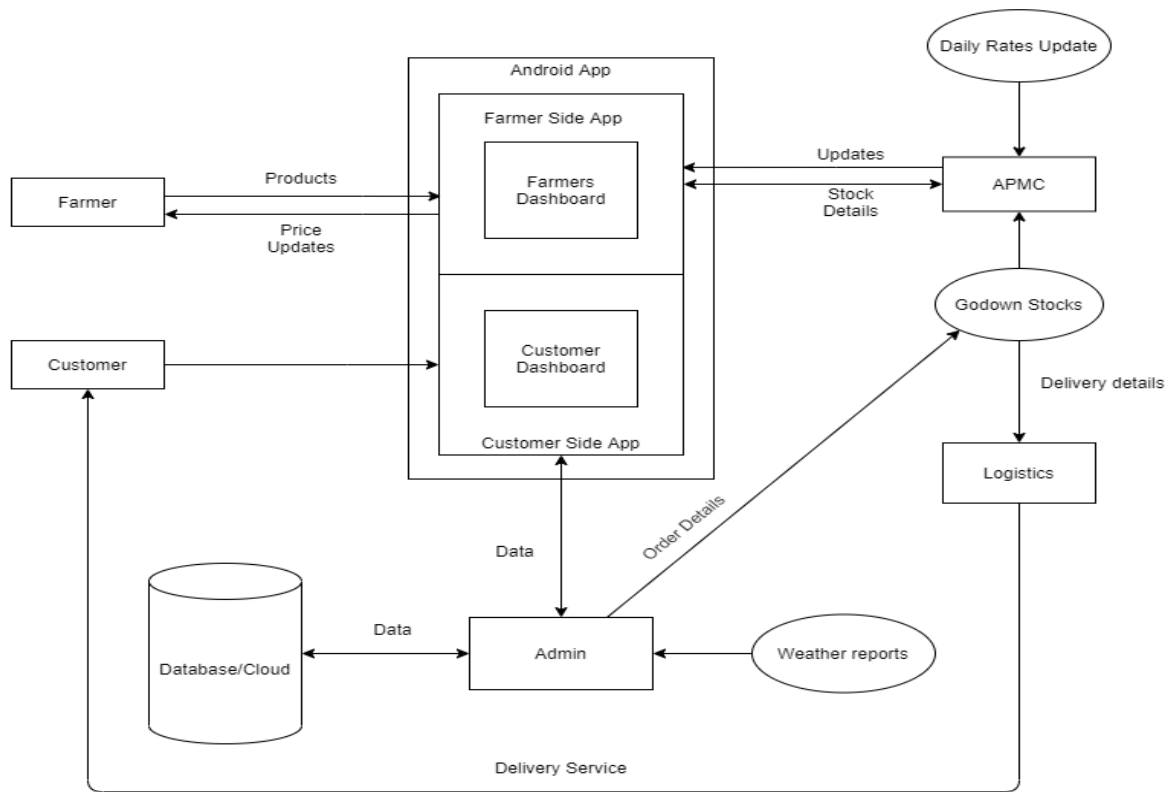 Daily Rates Update
Android App
Farmer Side App
Farmers
Dashboard
Updates
APMC
Stock
Details
Products
Farmer
Price
Updates
Godown Stocks
Customer
Customer
Dashboard
Delivery details
Customer Side App
Logistics
Order Details
Data
Data
Database/Cloud
Admin
Weather reports
Delivery Service